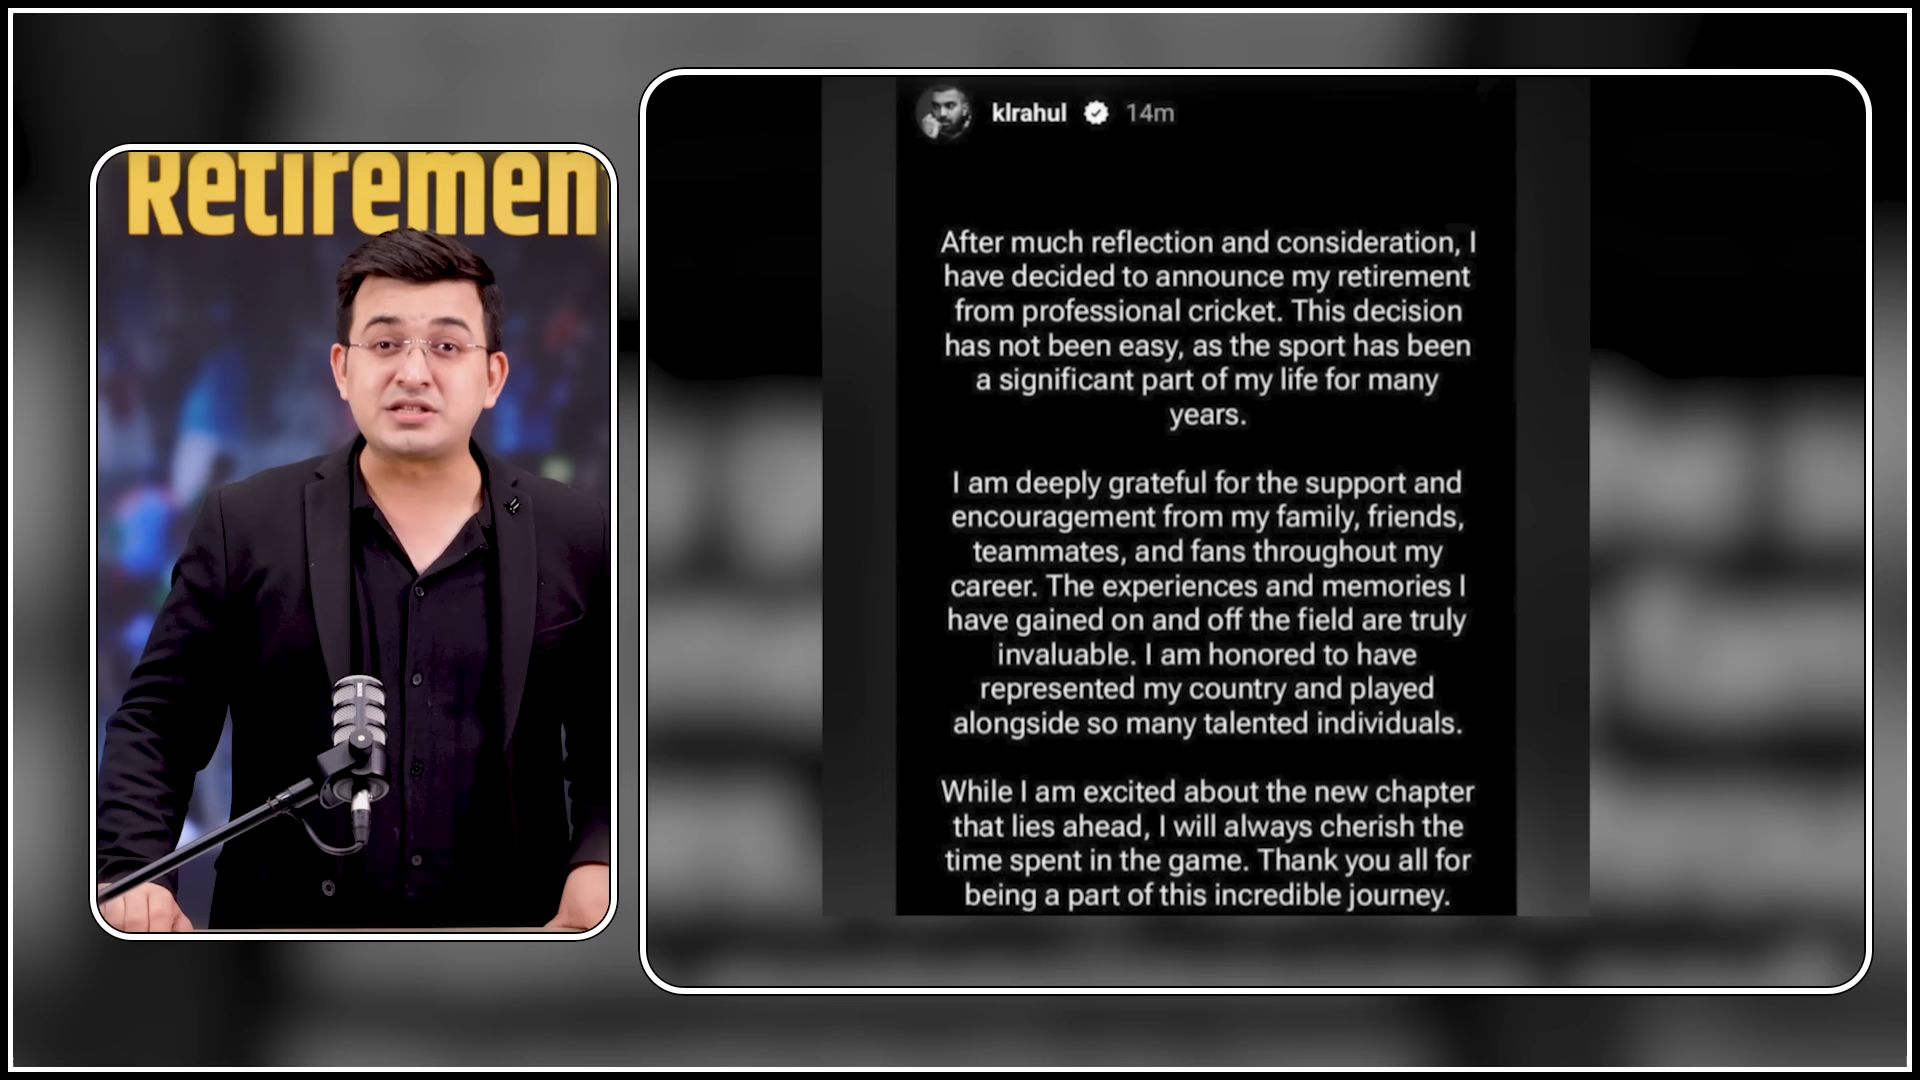 Retiremen
klrahul 14m
After much reflection and consideration, I
have decided to announce my retirement
from professional cricket. This decision
has not been easy, as the sport has been
a significant part of my life for many
years.
I am deeply grateful for the support and
encouragement from my family, friends,
teammates, and fans throughout my
career. The experiences and memories I
have gained on and off the field are truly
invaluable. I am honored to have
represented my country and played
alongside so many talented individuals.
While I am excited about the new chapter
that lies ahead, I will always cherish the
time spent in the game. Thank you all for
being a part of this incredible journey.